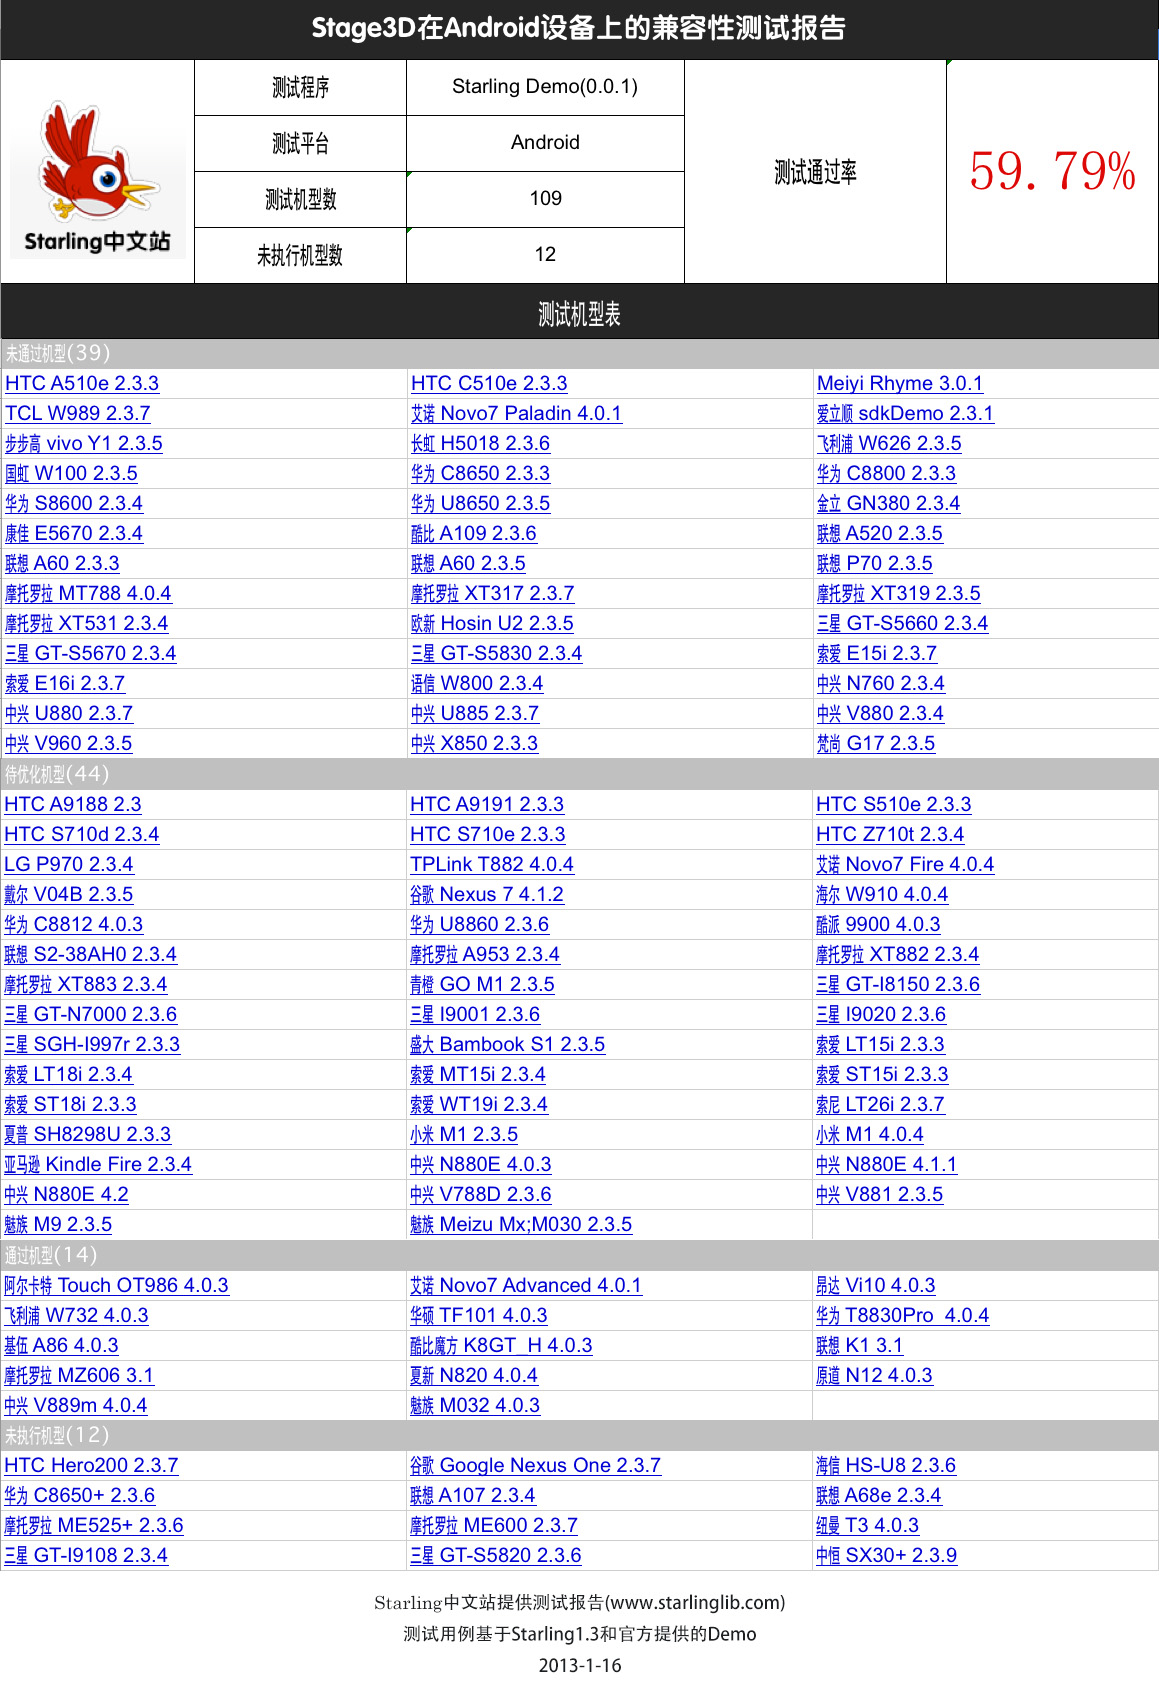 Stage3D在Android设备上的兼容性测试报告
Starling中文站
测试程序 Starling Demo(0.0.1)
测试平台 Android
测试机型数 109
未执行机型数 12
测试通过率 59.79%
测试机型表
未通过机型(39)
HTC A510e 2.3.3 HTC C510e 2.3.3 Meiyi Rhyme 3.0.1
TCL W989 2.3.7 艾诺 Novo7 Paladin 4.0.1 爱立顺 sdkDemo 2.3.1
步步高 vivo Y1 2.3.5 长虹 H5018 2.3.6 飞利浦 W626 2.3.5
国虹 W100 2.3.5 华为 C8650 2.3.3 华为 C8800 2.3.3
华为 S8600 2.3.4 华为 U8650 2.3.5 金立 GN380 2.3.4
康佳 E5670 2.3.4 酷比 A109 2.3.6 联想 A520 2.3.5
联想 A60 2.3.3 联想 A60 2.3.5 联想 P70 2.3.5
摩托罗拉 MT788 4.0.4 摩托罗拉 XT317 2.3.7 摩托罗拉 XT319 2.3.5
摩托罗拉 XT531 2.3.4 欧新 Hosin U2 2.3.5 三星 GT-S5660 2.3.4
三星 GT-S5670 2.3.4 三星 GT-S5830 2.3.4 索爱 E15i 2.3.7
索爱 E16i 2.3.7 语信 W800 2.3.4 中兴 N760 2.3.4
中兴 U880 2.3.7 中兴 U885 2.3.7 中兴 V880 2.3.4
中兴 V960 2.3.5 中兴 X850 2.3.3 梵尚 G17 2.3.5
待优化机型(44)
HTC A9188 2.3 HTC A9191 2.3.3 HTC S510e 2.3.3
HTC S710d 2.3.4 HTC S710e 2.3.3 HTC Z710t 2.3.4
LG P970 2.3.4 TPLink T882 4.0.4 艾诺 Novo7 Fire 4.0.4
戴尔 V04B 2.3.5 谷歌 Nexus 7 4.1.2 海尔 W910 4.0.4
华为 C8812 4.0.3 华为 U8860 2.3.6 酷派 9900 4.0.3
联想 S2-38AH0 2.3.4 摩托罗拉 A953 2.3.4 摩托罗拉 XT882 2.3.4
摩托罗拉 XT883 2.3.4 青橙 GO M1 2.3.5 三星 GT-I8150 2.3.6
三星 GT-N7000 2.3.6 三星 I9001 2.3.6 三星 I9020 2.3.6
三星 SGH-I997r 2.3.3 盛大 Bambook S1 2.3.5 索爱 LT15i 2.3.3
索爱 LT18i 2.3.4 索爱 MT15i 2.3.4 索爱 ST15i 2.3.3
索爱 ST18i 2.3.3 索爱 WT19i 2.3.4 索尼 LT26i 2.3.7
夏普 SH8298U 2.3.3 小米 M1 2.3.5 小米 M1 4.0.4
亚马逊 Kindle Fire 2.3.4 中兴 N880E 4.0.3 中兴 N880E 4.1.1
中兴 N880E 4.2 中兴 V788D 2.3.6 中兴 V881 2.3.5
魅族 M9 2.3.5 魅族 Meizu Mx;M030 2.3.5
通过机型(14)
阿尔卡特 Touch OT986 4.0.3 艾诺 Novo7 Advanced 4.0.1 昂达 Vi10 4.0.3
飞利浦 W732 4.0.3 华硕 TF101 4.0.3 华为 T8830Pro 4.0.4
基伍 A86 4.0.3 酷比魔方 K8GT_H 4.0.3 联想 K1 3.1
摩托罗拉 MZ606 3.1 夏新 N820 4.0.4 原道 N12 4.0.3
中兴 V889m 4.0.4 魅族 M032 4.0.3
未执行机型(12)
HTC Hero200 2.3.7 谷歌 Google Nexus One 2.3.7 海信 HS-U8 2.3.6
华为 C8650+ 2.3.6 联想 A107 2.3.4 联想 A68e 2.3.4
摩托罗拉 ME525+ 2.3.6 摩托罗拉 ME600 2.3.7 纽曼 T3 4.0.3
三星 GT-I9108 2.3.4 三星 GT-S5820 2.3.6 中恒 SX30+ 2.3.9
Starling中文站提供测试报告(www.starlinglib.com)
测试用例基于Starling1.3和官方提供的Demo
2013-1-16